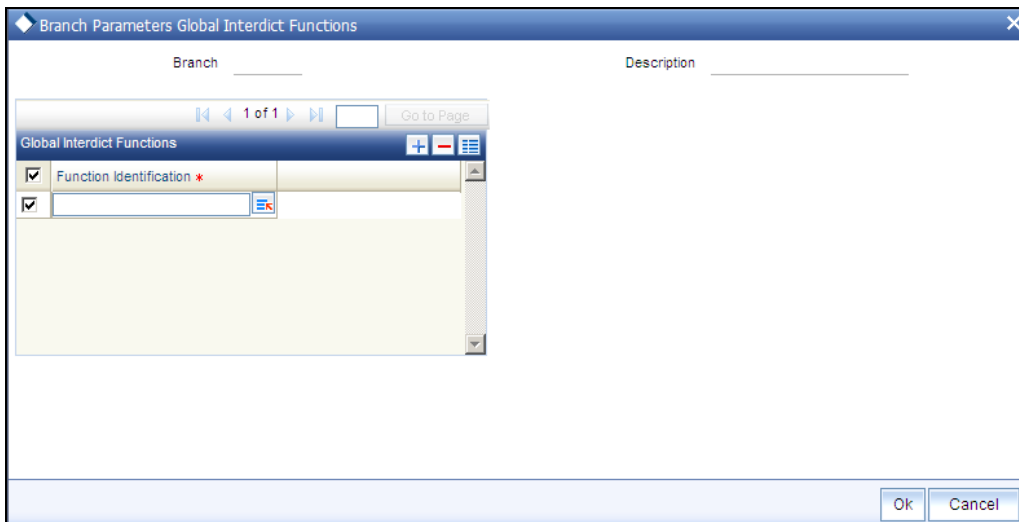 Branch Parameters Global Interdict Functions
Branch
Description
1 of 1 Go to Page
Global Interdict Functions
Function Identification *
Ok Cancel